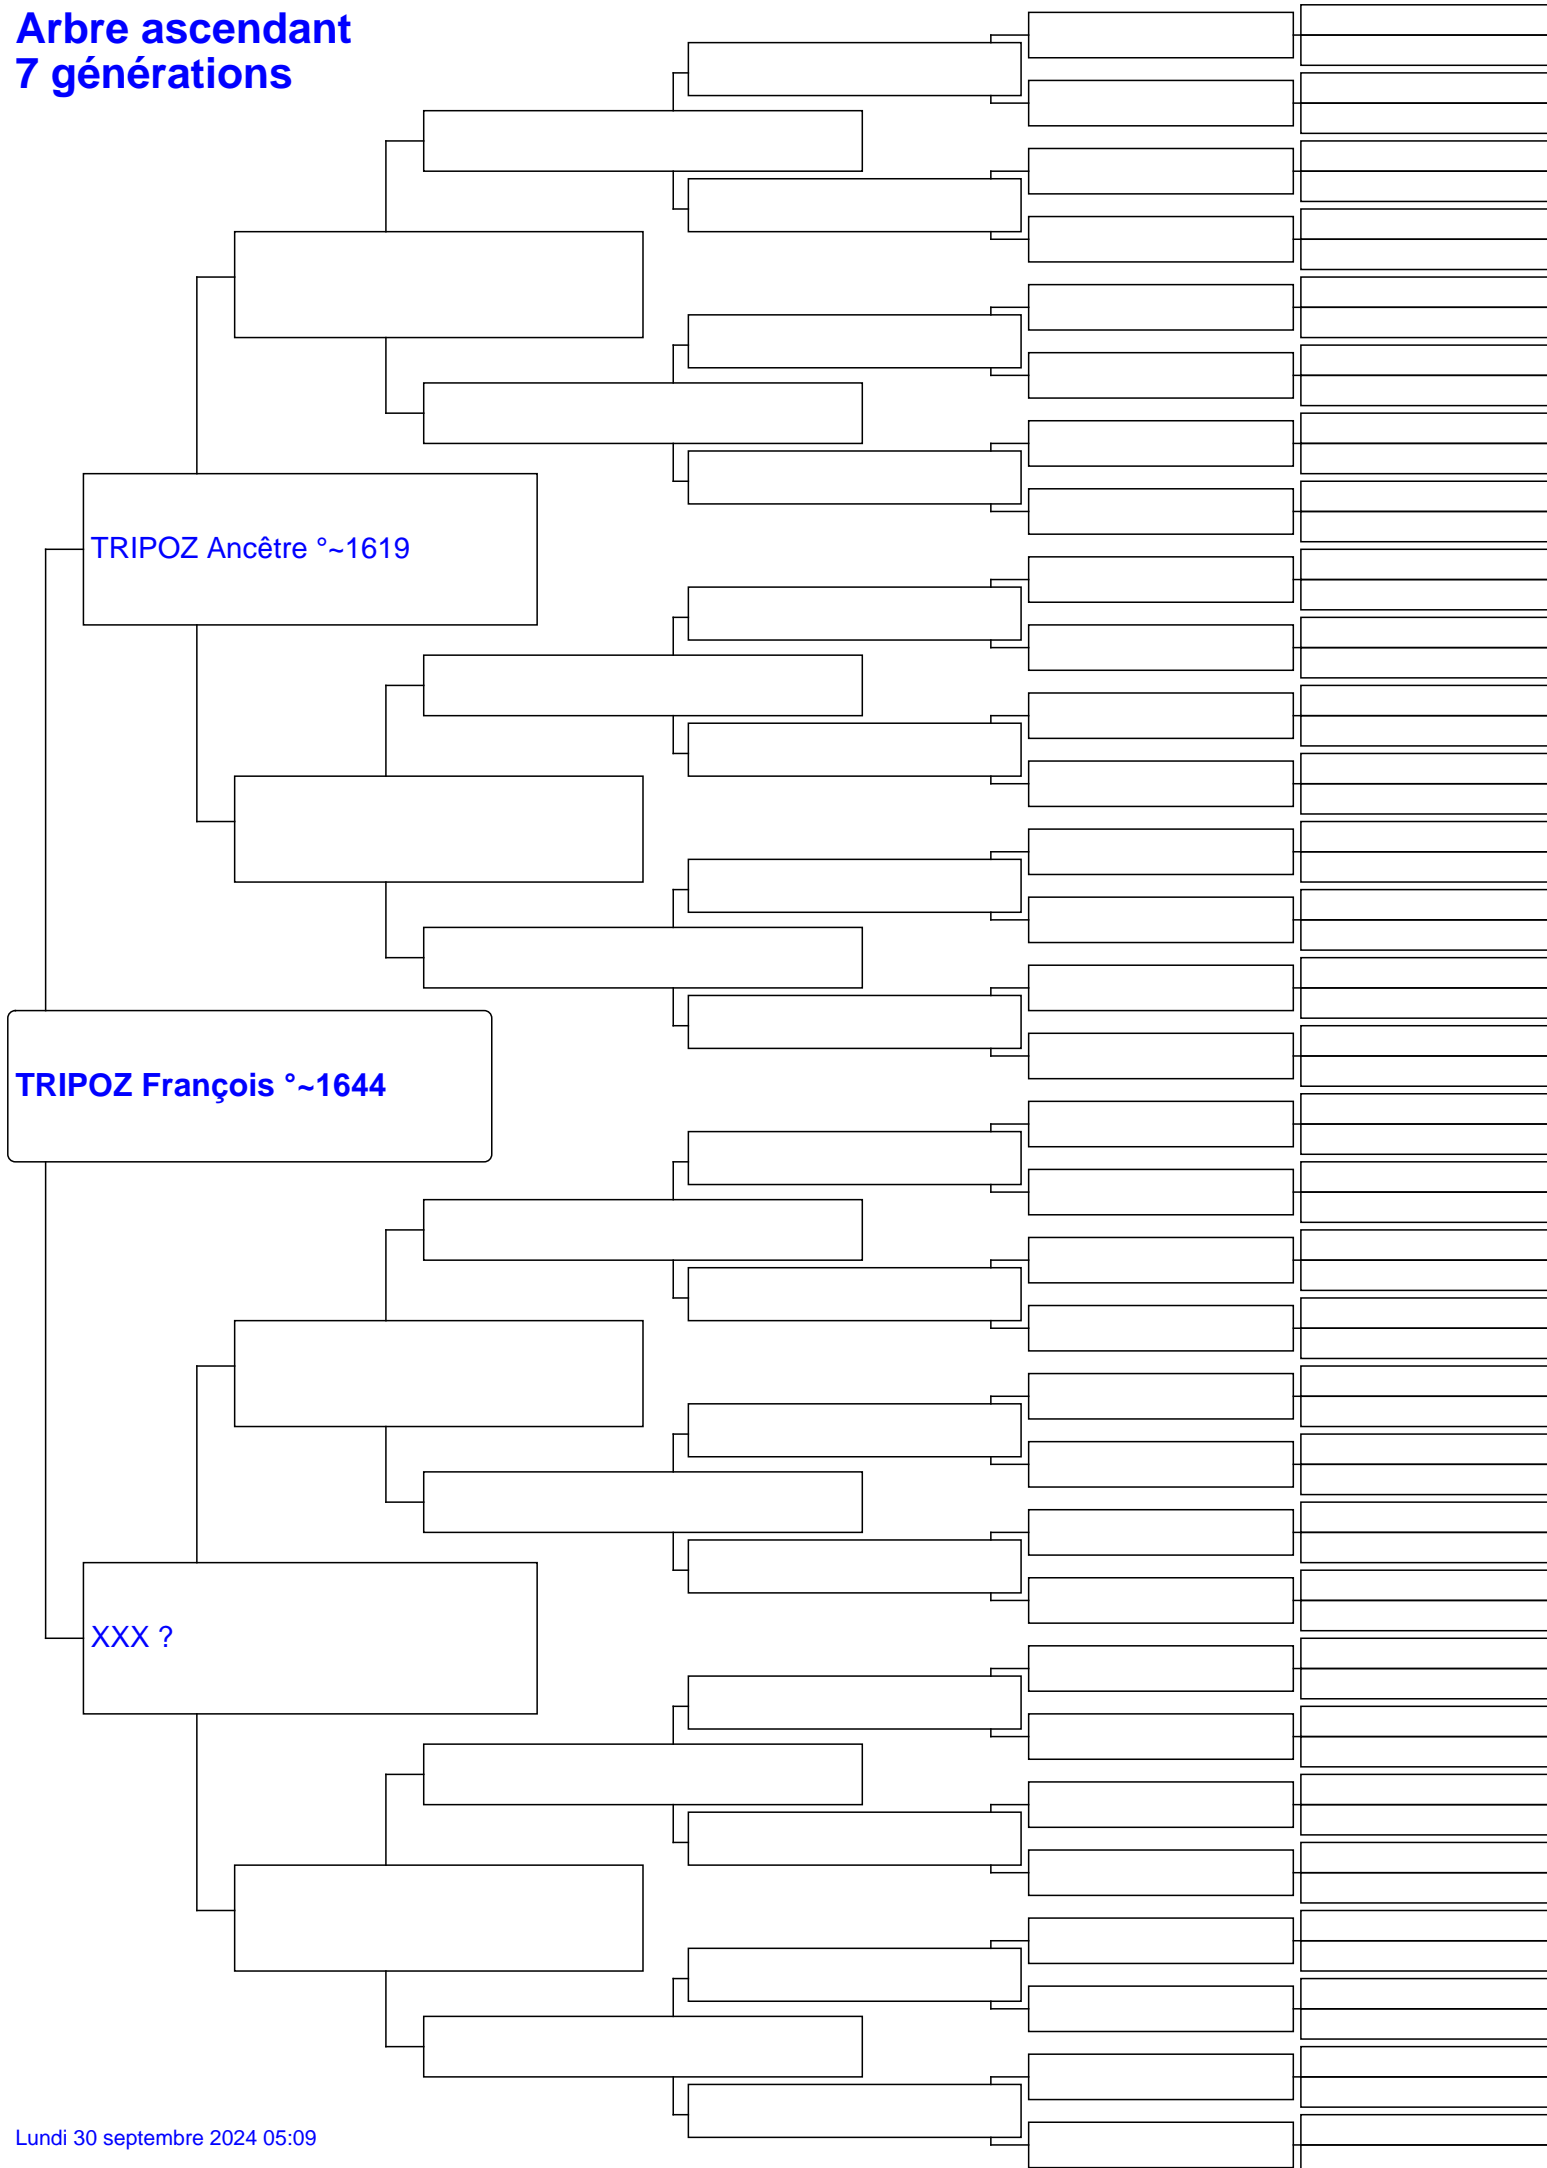 Arbre ascendant
7 générations
TRIPOZ Ancêtre °~1619
TRIPOZ François °~1644
XXX ?
Lundi 30 septembre 2024 05:09